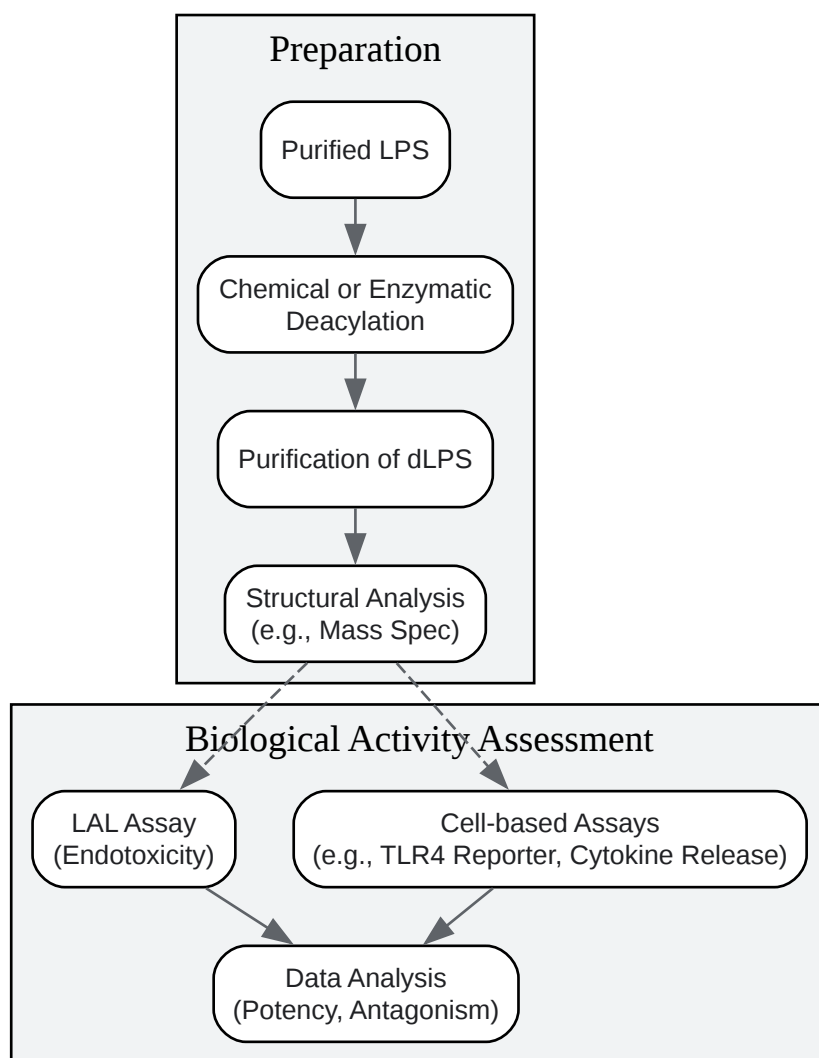 Preparation
Purified LPS
Chemical or Enzymatic
Deacylation
Purification of dLPS
Structural Analysis
(e.g., Mass Spec)
Biological Activity Assessment
LAL Assay
(Endotoxicity)
Cell-based Assays
(e.g., TLR4 Reporter, Cytokine Release)
Data Analysis
(Potency, Antagonism)